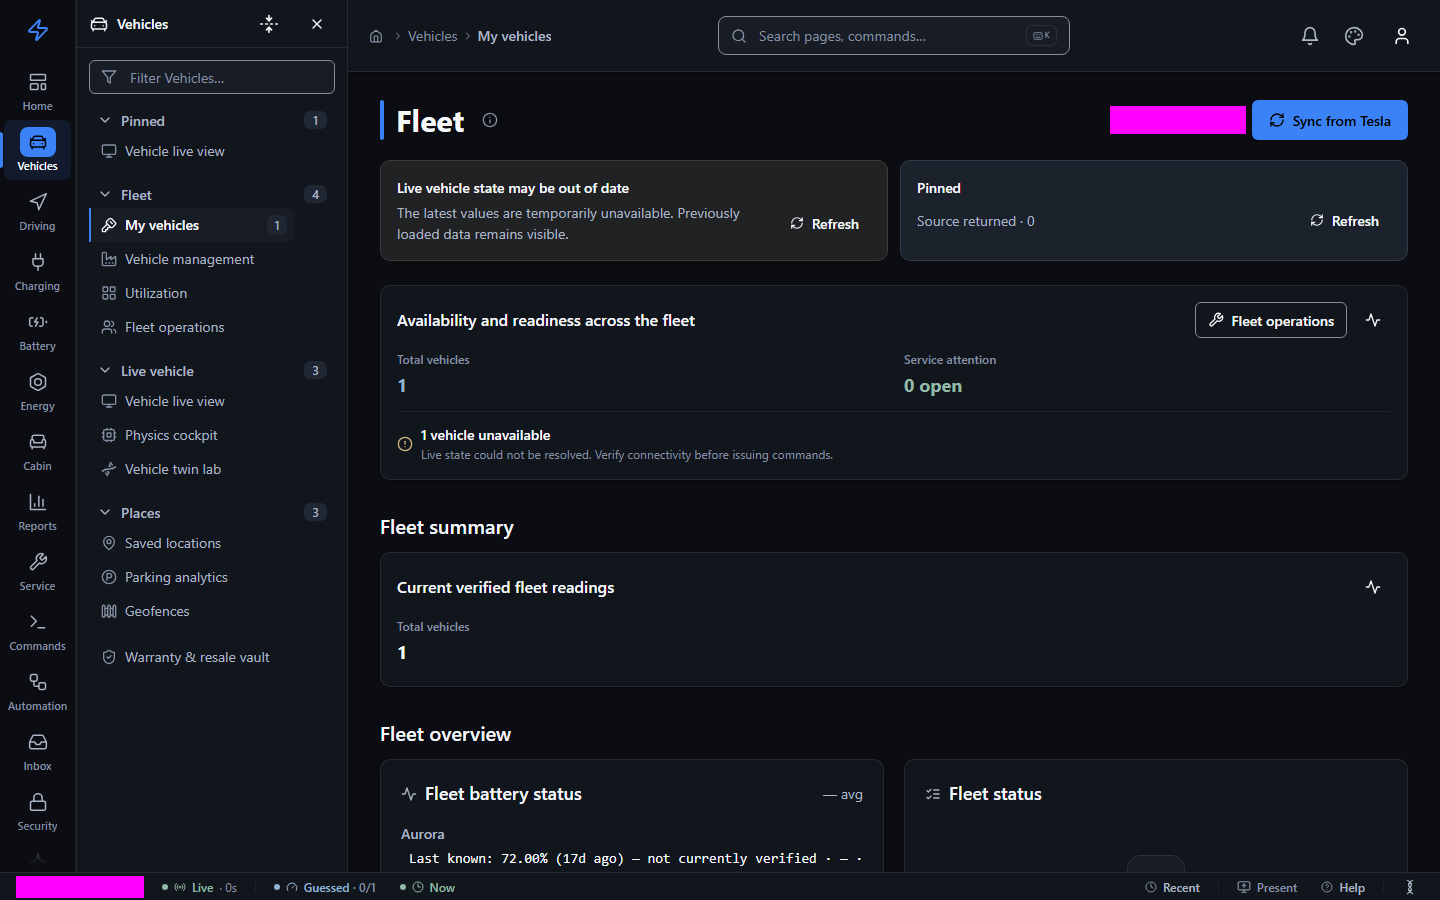 Home
Vehicles
Driving
Charging
Battery
Energy
Cabin
Reports
Service
Commands
Automation
Inbox
Security
Vehicles
Filter Vehicles...
Pinned 1
Vehicle live view
Fleet 4
My vehicles 1
Vehicle management
Utilization
Fleet operations
Live vehicle 3
Vehicle live view
Physics cockpit
Vehicle twin lab
Places 3
Saved locations
Parking analytics
Geofences
Warranty & resale vault
Vehicles My vehicles
Search pages, commands... K
Fleet
Sync from Tesla
Live vehicle state may be out of date
The latest values are temporarily unavailable. Previously
loaded data remains visible.
Refresh
Pinned
Source returned · 0
Refresh
Availability and readiness across the fleet
Fleet operations
Total vehicles
1
Service attention
0 open
1 vehicle unavailable
Live state could not be resolved. Verify connectivity before issuing commands.
Fleet summary
Current verified fleet readings
Total vehicles
1
Fleet overview
Fleet battery status
— avg
Aurora
Last known: 72.00% (17d ago) — not currently verified · — ·
Fleet status
Live · 0s
Guessed · 0/1
Now
Recent
Present
Help